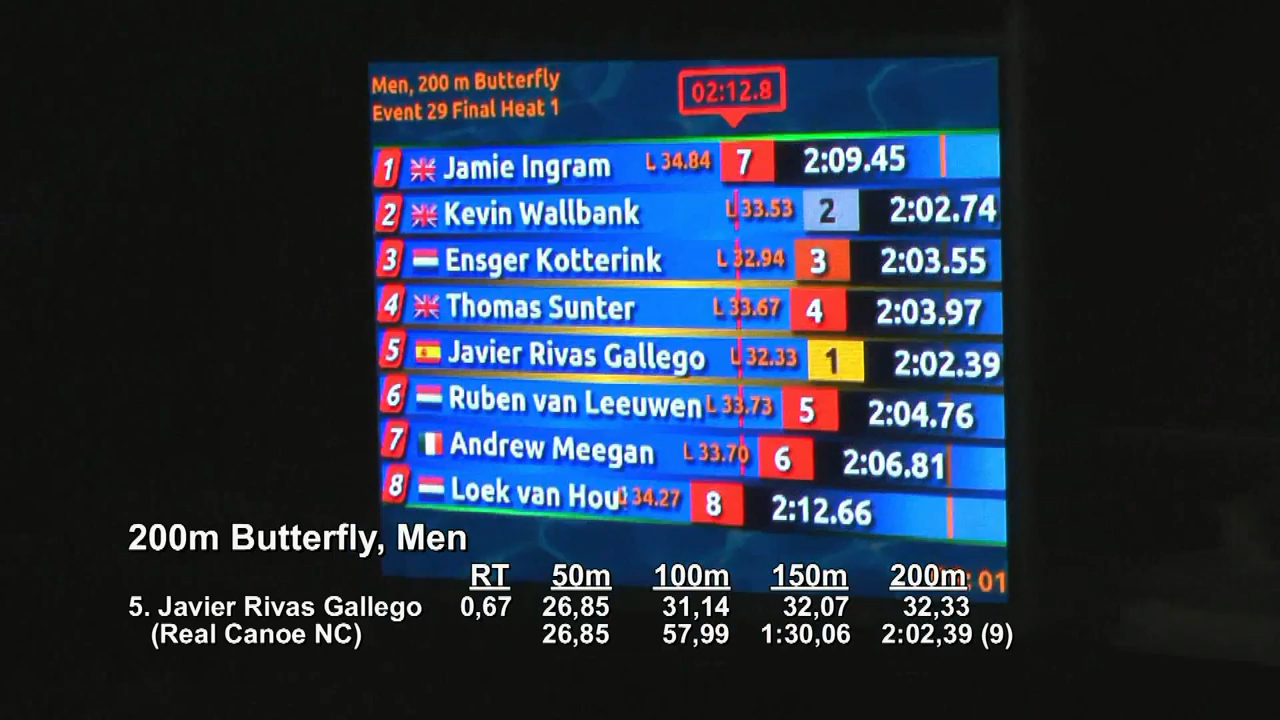 Men, 200 m Butterfly
02:12.8
Event 29 Final Heat 1
1 Jamie Ingram L 34.84 7 2:09.45
2 Kevin Wallbank L 33.53 2 2:02.74
3 Ensger Kotterink L 32.94 3 2:03.55
4 Thomas Sunter L 33.67 4 2:03.97
5 Javier Rivas Gallego L 32.33 1 2:02.39
6 Ruben van Leeuwen L 33.73 5 2:04.76
7 Andrew Meegan L 33.70 6 2:06.81
8 Loek van Hou 34.27 8 2:12.66
200m Butterfly, Men
RT 50m 100m 150m 200m
: 01
5. Javier Rivas Gallego 0,67 26,85 31,14 32,07 32,33
(Real Canoe NC) 26,85 57,99 1:30,06 2:02,39 (9)